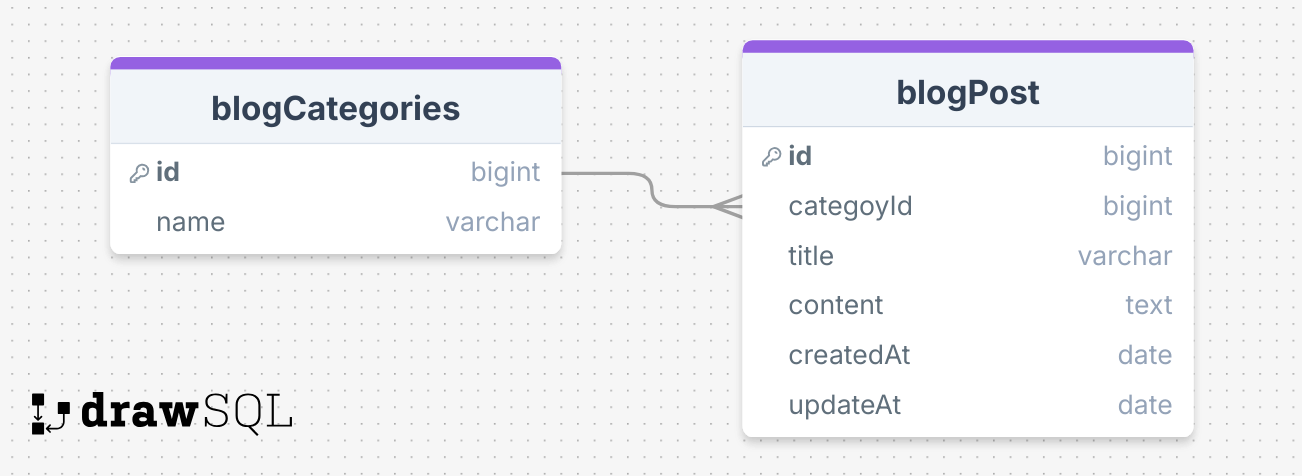 blogCategories
id bigint
name varchar
blogPost
id bigint
categoyId bigint
title varchar
content text
createdAt date
updateAt date
drawSQL